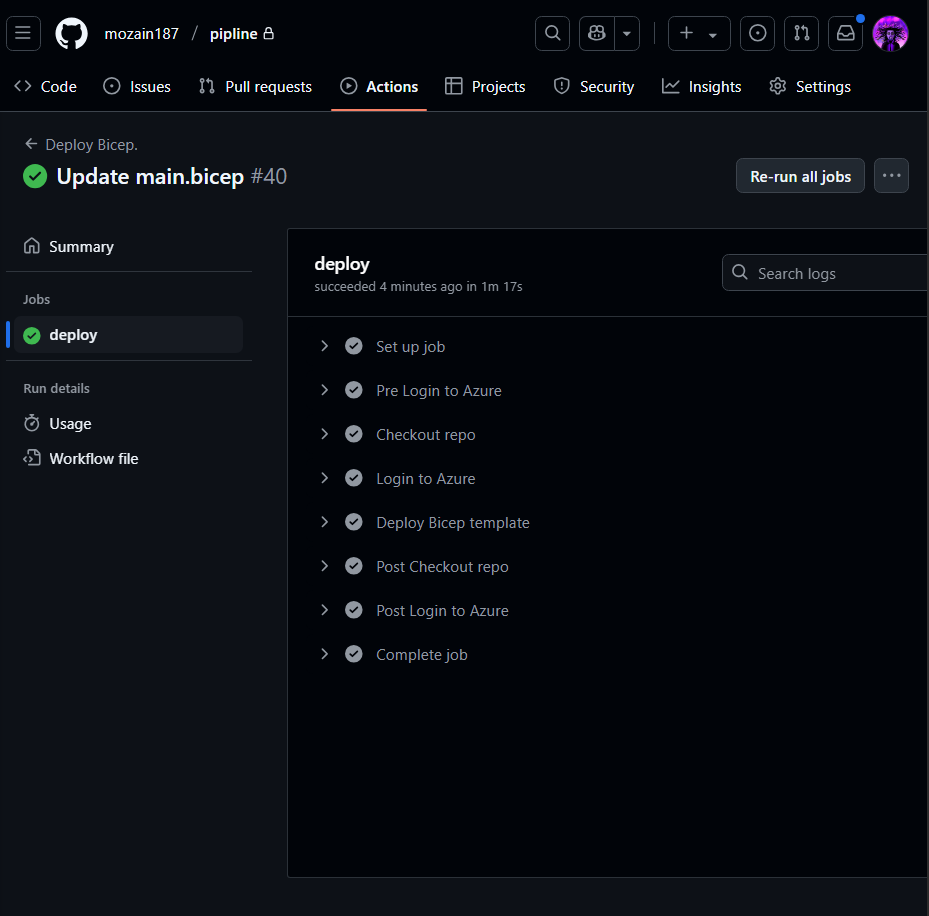 mozain187 / pipline
Code Issues Pull requests Actions Projects Security Insights Settings
Deploy Bicep.
Update main.bicep #40
Re-run all jobs
Summary
Jobs
deploy
Run details
Usage
Workflow file
deploy
succeeded 4 minutes ago in 1m 17s
Search logs
Set up job
Pre Login to Azure
Checkout repo
Login to Azure
Deploy Bicep template
Post Checkout repo
Post Login to Azure
Complete job